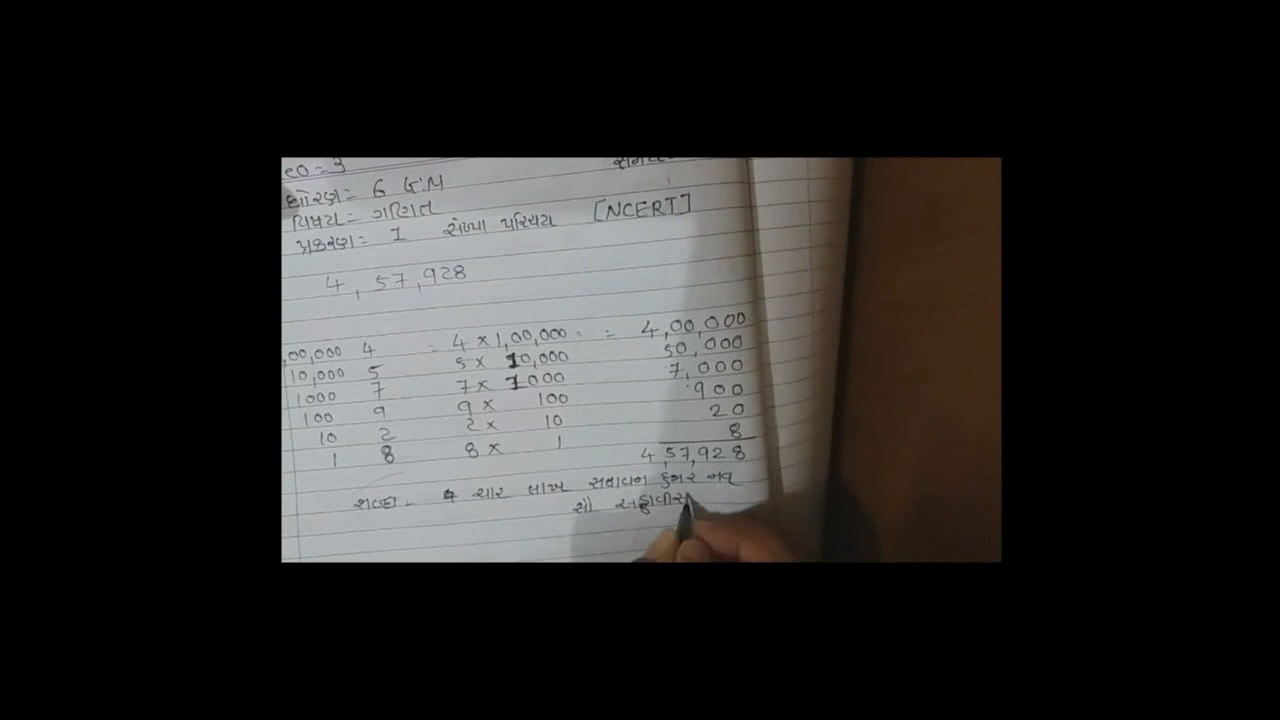 ધોરણ = 6 G.M
વિષય = ગણિત
પ્રકરણ = 1 સંખ્યા પરિચય [NCERT]
4, 57,928
,00,000 4 = 4 × 1,00,000 = 4,00,000
10,000 5 5 × 10,000 50,000
1000 7 7 × 1000 7,000
100 9 9 × 100 900
10 2 2 × 10 20
1 8 8 × 1 8
4,57,928
શબ્દો - ચાર લાખ સત્તાવન હજાર નવ
સો અઠ્ઠાવીસ